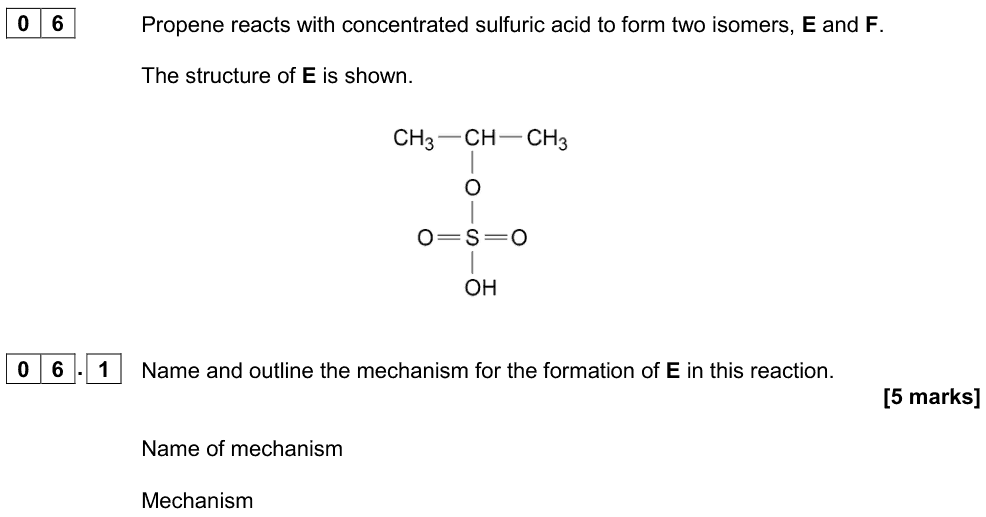 0 6 Propene reacts with concentrated sulfuric acid to form two isomers, E and F.
The structure of E is shown.
CH₃—CH—CH₃
O
O=S=O
OH
0 6 . 1 Name and outline the mechanism for the formation of E in this reaction.
[5 marks]
Name of mechanism
Mechanism